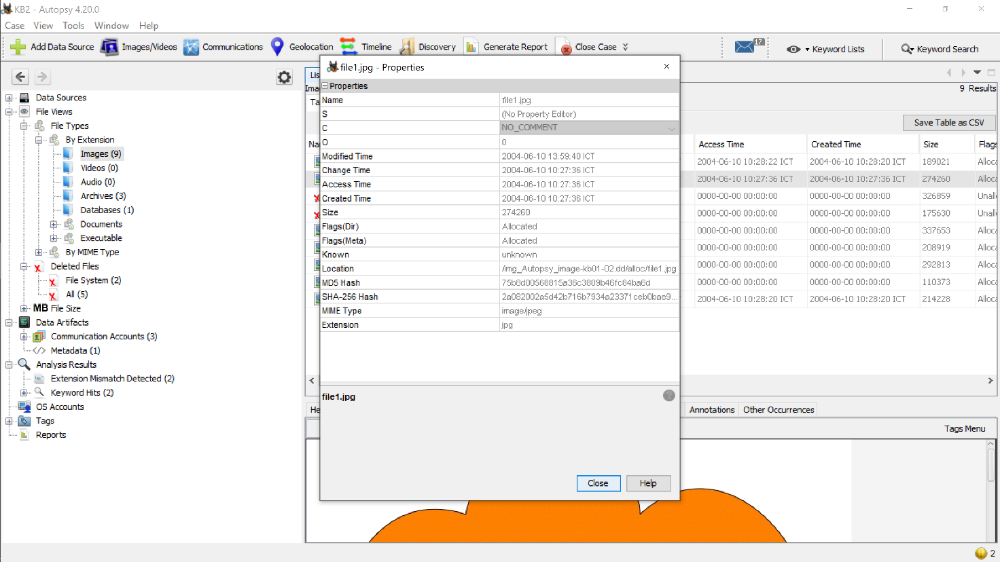 KB2 - Autopsy 4.20.0
Case View Tools Window Help
Add Data Source Images/Videos Communications Geolocation Timeline Discovery Generate Report Close Case 17 Keyword Lists Keyword Search
Data Sources
File Views
File Types
By Extension
Images (9)
Videos (0)
Audio (0)
Archives (3)
Databases (1)
Documents
Executable
By MIME Type
Deleted Files
File System (2)
All (5)
MB File Size
Data Artifacts
Communication Accounts (3)
Metadata (1)
Analysis Results
Extension Mismatch Detected (2)
Keyword Hits (2)
OS Accounts
Tags
Reports
file1.jpg - Properties
Properties
Name file1.jpg
S (No Property Editor)
C NO_COMMENT
O 0
Modified Time 2004-06-10 13:59:40 ICT
Change Time 2004-06-10 10:27:36 ICT
Access Time 2004-06-10 10:27:36 ICT
Created Time 2004-06-10 10:27:36 ICT
Size 274260
Flags(Dir) Allocated
Flags(Meta) Allocated
Known unknown
Location /img_Autopsy_image-kb01-02.dd/alloc/file1.jpg
MD5 Hash 75b8d00568815a36c3809b46fc84ba6d
SHA-256 Hash 2a082002a5d42b716b7934a23371ceb0bae9...
MIME Type image/jpeg
Extension jpg
file1.jpg
Close Help
9 Results
Save Table as CSV
Access Time Created Time Size Flags
2004-06-10 10:28:22 ICT 2004-06-10 10:28:20 ICT 189021 Alloc
2004-06-10 10:27:36 ICT 2004-06-10 10:27:36 ICT 274260 Alloc
0000-00-00 00:00:00 0000-00-00 00:00:00 326859 Unall
0000-00-00 00:00:00 0000-00-00 00:00:00 175630 Unall
0000-00-00 00:00:00 0000-00-00 00:00:00 337653 Alloc
0000-00-00 00:00:00 0000-00-00 00:00:00 208919 Alloc
0000-00-00 00:00:00 0000-00-00 00:00:00 292813 Alloc
0000-00-00 00:00:00 0000-00-00 00:00:00 110373 Alloc
2004-06-10 10:28:20 ICT 2004-06-10 10:28:20 ICT 214228 Alloc
Annotations Other Occurrences
Tags Menu
2